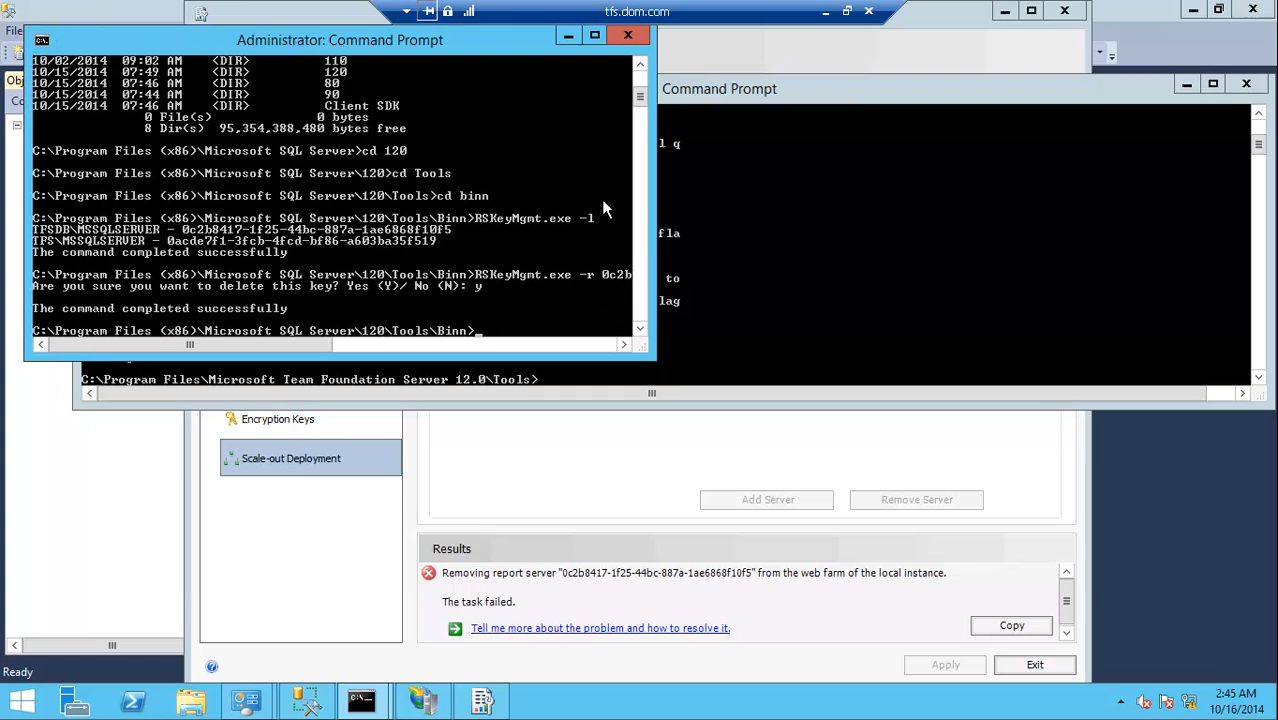 tfs.dom.com
Fil
Administrator: Command Prompt
10/02/2014 09:02 AM <DIR> 110
10/15/2014 07:49 AM <DIR> 120
10/15/2014 07:46 AM <DIR> 80
10/15/2014 07:44 AM <DIR> 90
10/15/2014 07:46 AM <DIR> Client SDK
0 File(s) 0 bytes
8 Dir(s) 95,354,388,480 bytes free
C:\Program Files (x86)\Microsoft SQL Server>cd 120
C:\Program Files (x86)\Microsoft SQL Server\120>cd Tools
C:\Program Files (x86)\Microsoft SQL Server\120\Tools>cd binn
C:\Program Files (x86)\Microsoft SQL Server\120\Tools\Binn>RSKeyMgmt.exe -l
TFSDB\MSSQLSERVER - 0c2b8417-1f25-44bc-887a-1ae6868f10f5
TFS\MSSQLSERVER - 0acde7f1-3fcb-4fcd-bf86-a603ba35f519
The command completed successfully
C:\Program Files (x86)\Microsoft SQL Server\120\Tools\Binn>RSKeyMgmt.exe -r 0c2b
Are you sure you want to delete this key? Yes (Y)/ No (N): y
The command completed successfully
C:\Program Files (x86)\Microsoft SQL Server\120\Tools\Binn>_
Obj
Co
Command Prompt
l q
fla
to
lag
C:\Program Files\Microsoft Team Foundation Server 12.0\Tools>
Encryption Keys
Scale-out Deployment
Add Server
Remove Server
Results
Removing report server "0c2b8417-1f25-44bc-887a-1ae6868f10f5" from the web farm of the local instance.
The task failed.
Tell me more about the problem and how to resolve it.
Copy
Apply
Exit
Ready
2:45 AM
10/16/2014